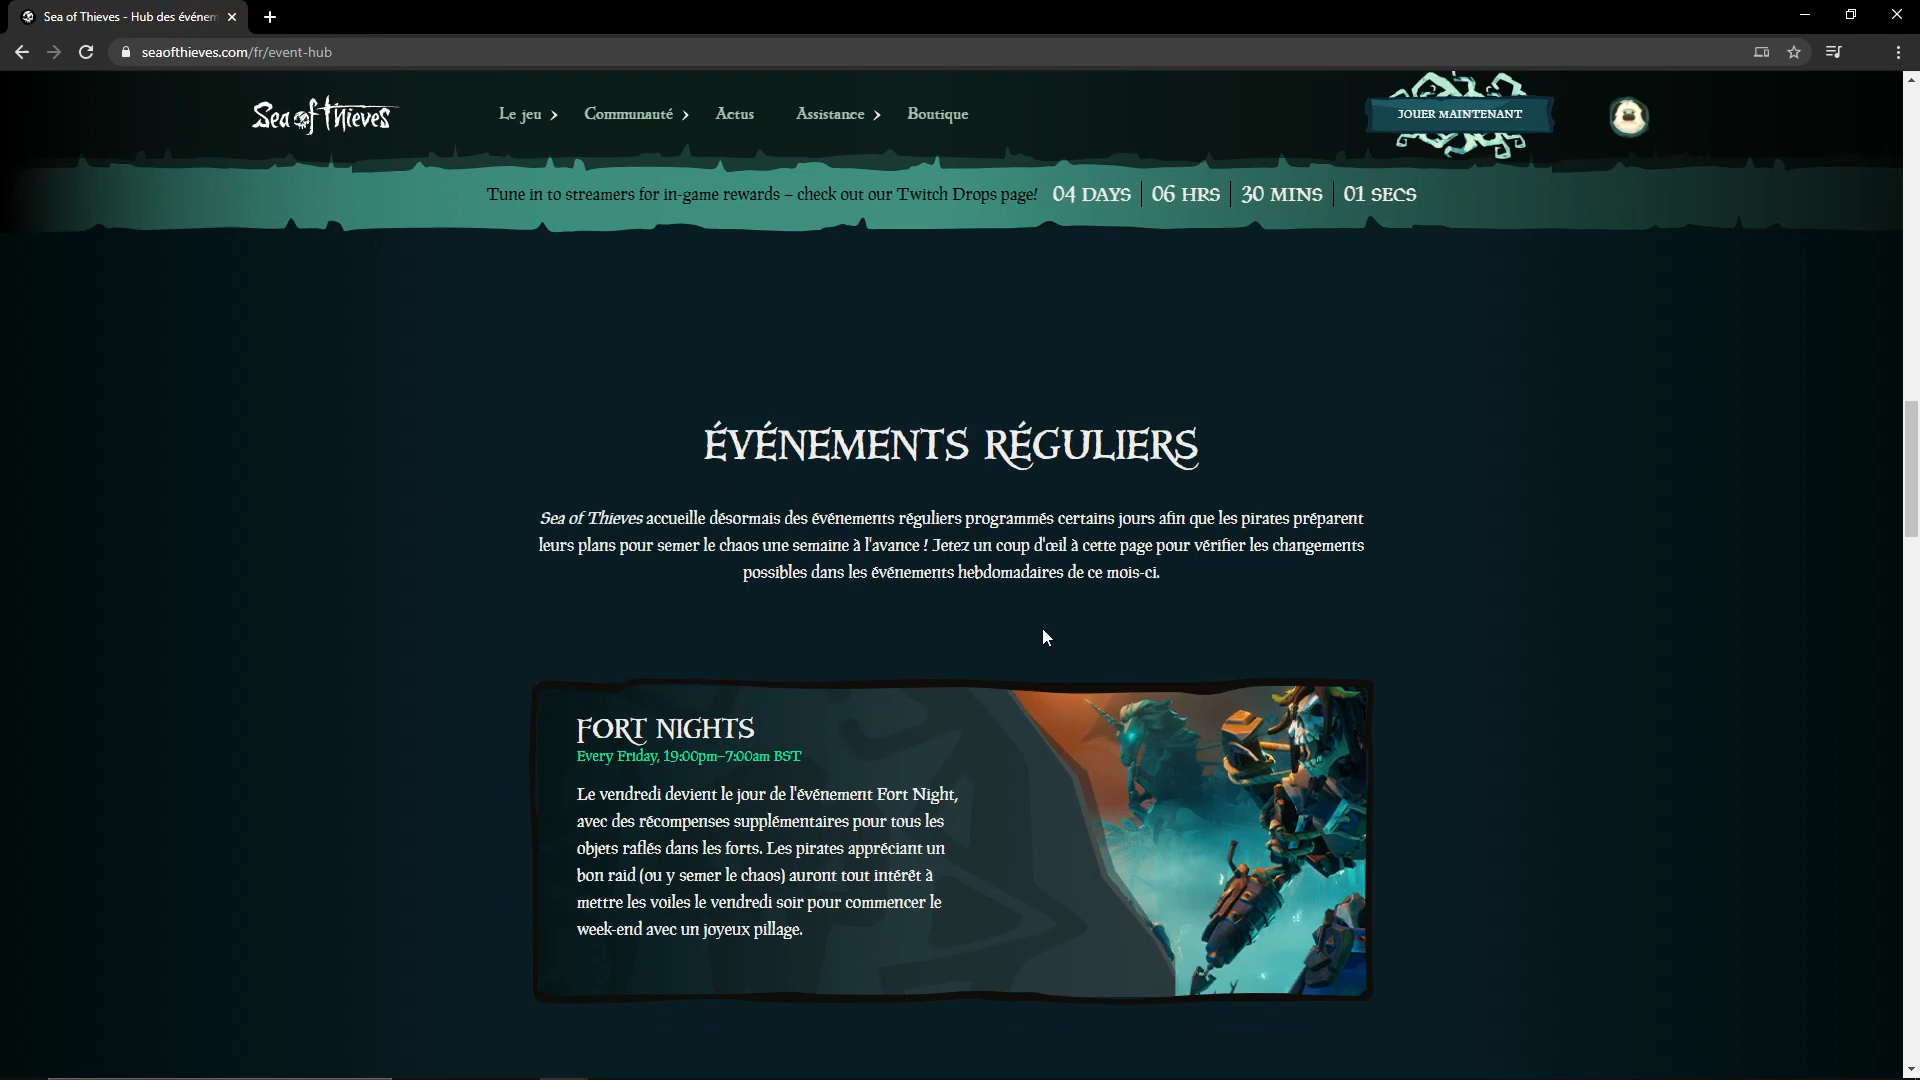 Sea of Thieves - Hub des événem
seaofthieves.com/fr/event-hub
Sea of Thieves
Le jeu
Communauté
Actus
Assistance
Boutique
JOUER MAINTENANT
Tune in to streamers for in-game rewards – check out our Twitch Drops page! 04 DAYS 06 HRS 30 MINS 01 SECS
ÉVÉNEMENTS RÉGULIERS
Sea of Thieves accueille désormais des événements réguliers programmés certains jours afin que les pirates préparent
leurs plans pour semer le chaos une semaine à l'avance ! Jetez un coup d'œil à cette page pour vérifier les changements
possibles dans les événements hebdomadaires de ce mois-ci.
FORT NIGHTS
Every Friday, 19:00pm–7:00am BST
Le vendredi devient le jour de l'événement Fort Night,
avec des récompenses supplémentaires pour tous les
objets raflés dans les forts. Les pirates appréciant un
bon raid (ou y semer le chaos) auront tout intérêt à
mettre les voiles le vendredi soir pour commencer le
week-end avec un joyeux pillage.